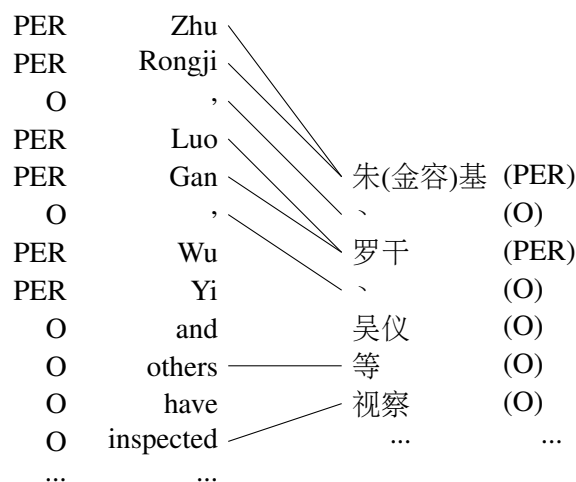 PER Zhu
PER Rongji
O ,
PER Luo
PER Gan 朱(金容)基 (PER)
O , 、 (O)
PER Wu 罗干 (PER)
PER Yi 、 (O)
O and 吴仪 (O)
O others 等 (O)
O have 视察 (O)
O inspected ... ...
... ...